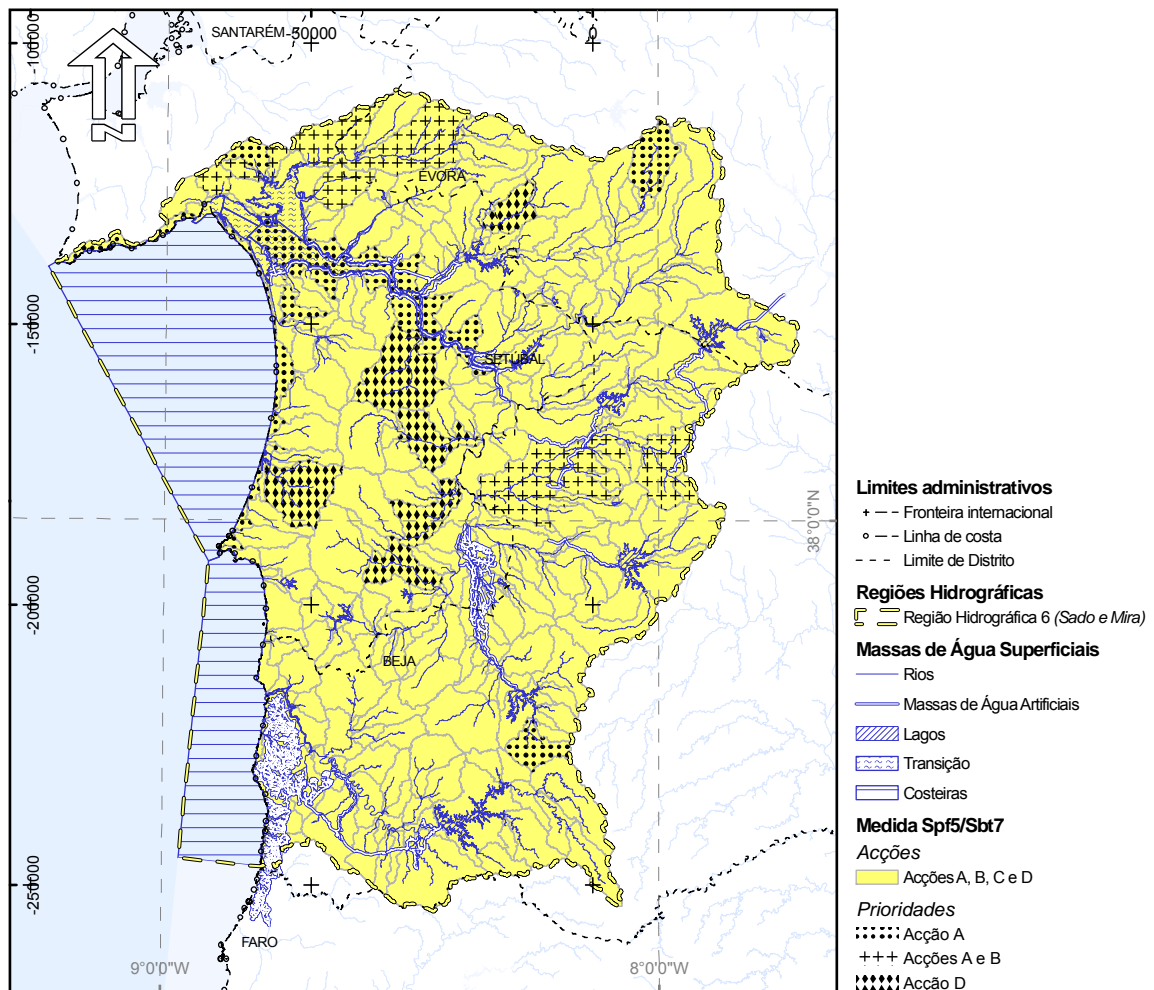 SANTARÉM
-50000
0
-100000
N
ÉVORA
-150000
SETÚBAL
38°0'0"N
-200000
BEJA
-250000
FARO
9°0'0"W
8°0'0"W
Limites administrativos
Fronteira internacional
Linha de costa
Limite de Distrito
Regiões Hidrográficas
Região Hidrográfica 6 (Sado e Mira)
Massas de Água Superficiais
Rios
Massas de Água Artificiais
Lagos
Transição
Costeiras
Medida Spf5/Sbt7
Acções
Acções A, B, C e D
Prioridades
Acção A
Acções A e B
Acção D